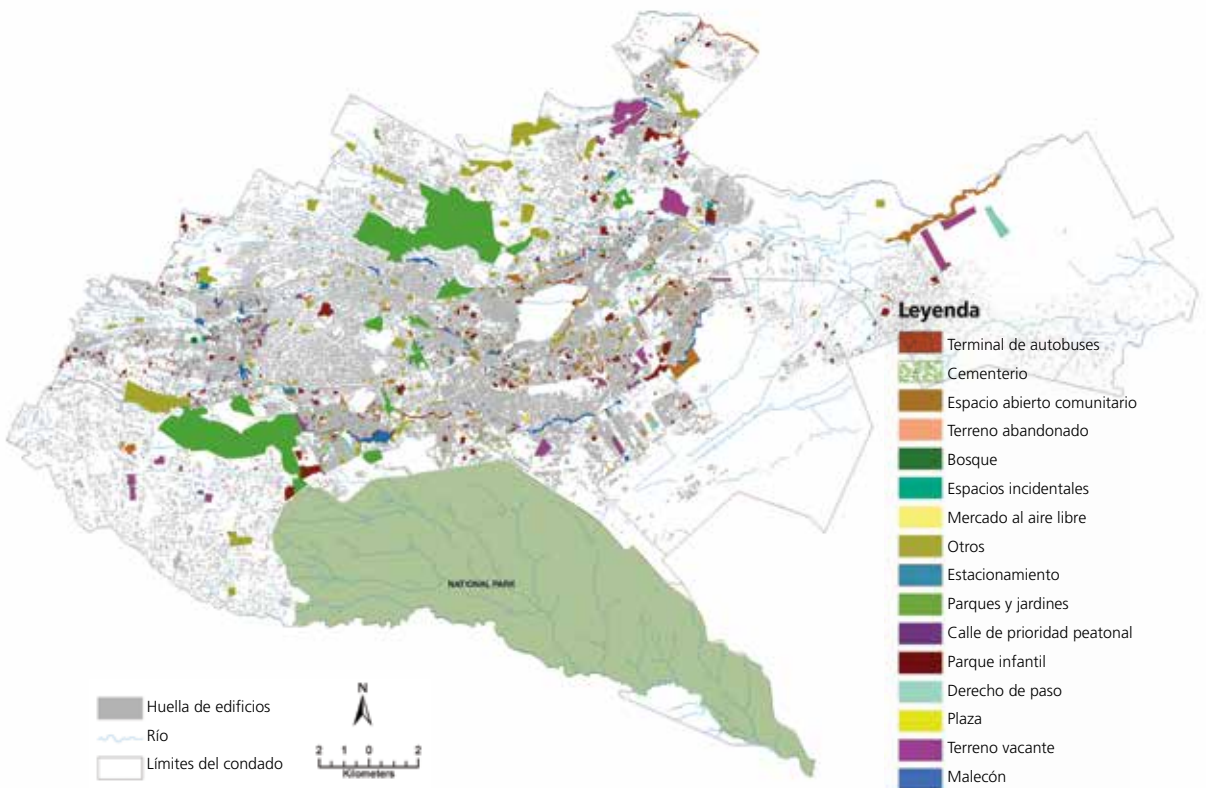 NATIONAL PARK
Leyenda
Terminal de autobuses
Cementerio
Espacio abierto comunitario
Terreno abandonado
Bosque
Espacios incidentales
Mercado al aire libre
Otros
Estacionamiento
Parques y jardines
Calle de prioridad peatonal
Parque infantil
Derecho de paso
Plaza
Terreno vacante
Malecón
Huella de edificios
Río
Límites del condado
N
2 1 0 2
Kilometers